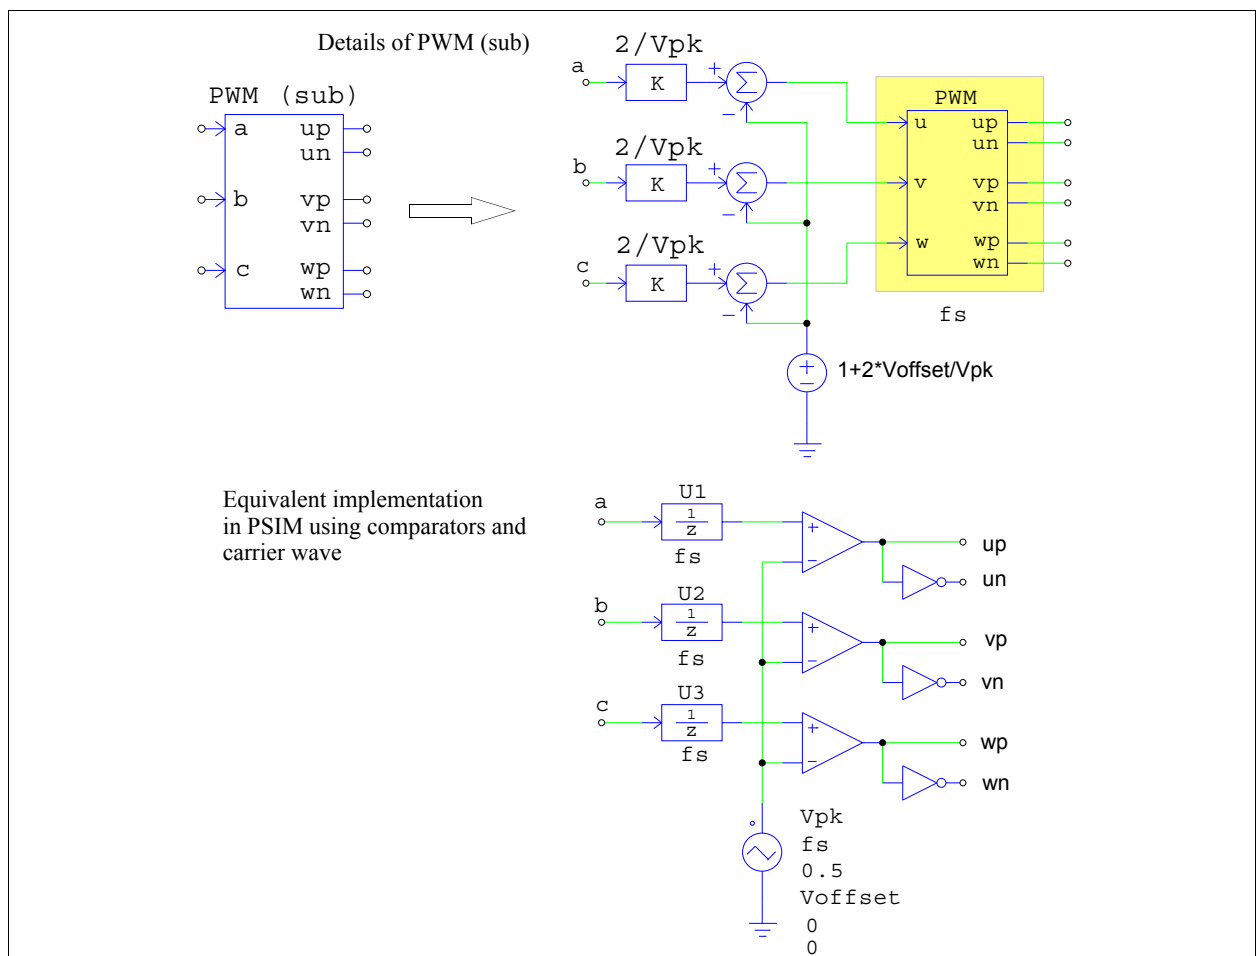 Details of PWM (sub)
PWM (sub)
a
up
un
b
vp
vn
c
wp
wn
2/Vpk
a
K
+
Σ
−
2/Vpk
b
K
+
Σ
−
2/Vpk
c
K
+
Σ
−
PWM
u
up
un
v
vp
vn
w
wp
wn
fs
+
−
1+2*Voffset/Vpk
Equivalent implementation
in PSIM using comparators and
carrier wave
a
U1
1
z
fs
+
−
up
un
b
U2
1
z
fs
+
−
vp
vn
c
U3
1
z
fs
+
−
wp
wn
Vpk
fs
0.5
Voffset
0
0